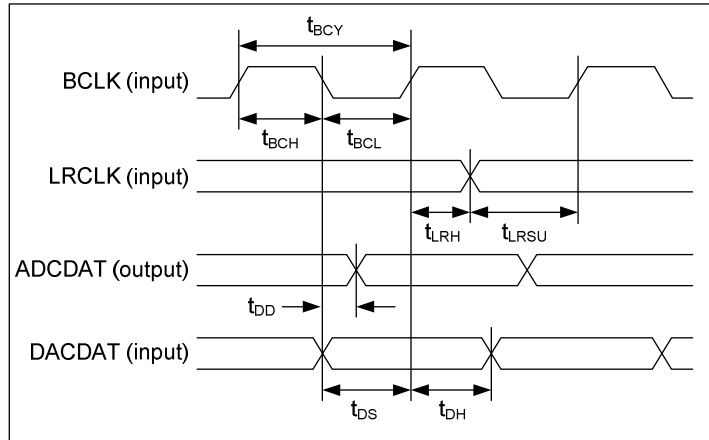 tBCY
BCLK (input)
tBCH
tBCL
LRCLK (input)
tLRH
tLRSU
ADCDAT (output)
tDD
DACDAT (input)
tDS
tDH